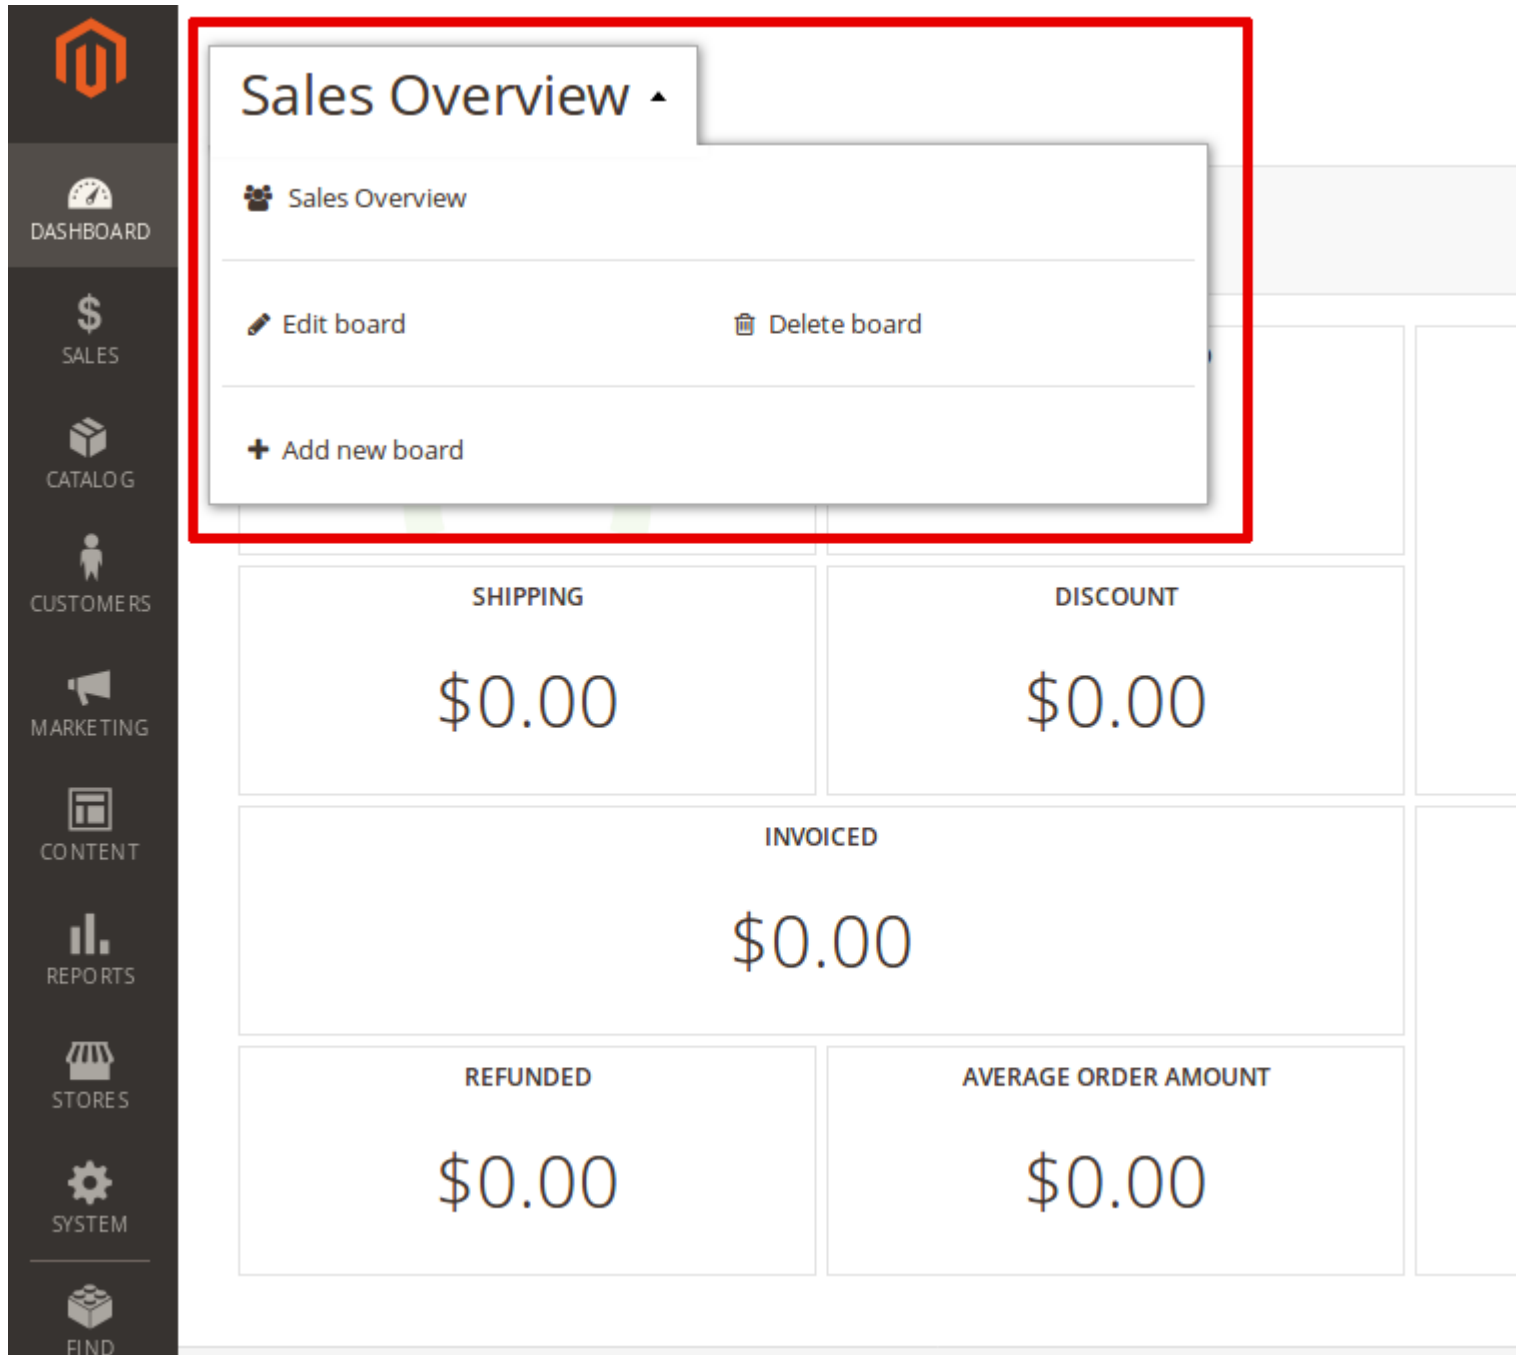 Sales Overview
Sales Overview
Edit board
Delete board
Add new board
DASHBOARD
SALES
CATALOG
CUSTOMERS
MARKETING
CONTENT
REPORTS
STORES
SYSTEM
FIND
SHIPPING
$0.00
DISCOUNT
$0.00
INVOICED
$0.00
REFUNDED
$0.00
AVERAGE ORDER AMOUNT
$0.00